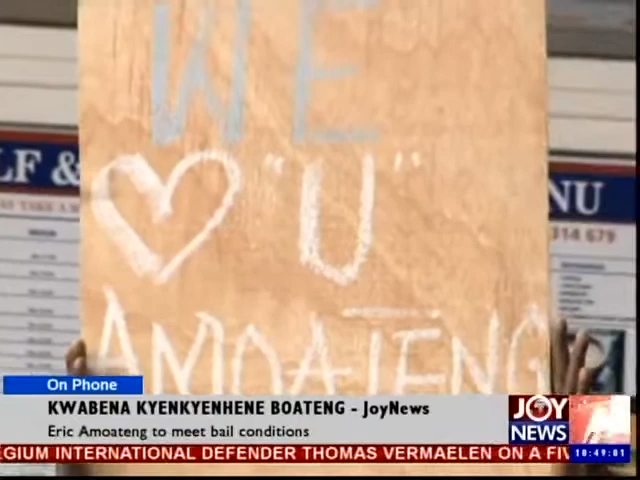 WE
LF &
NU
"U"
314 679
AMOATENG
On Phone
KWABENA KYENKYENHENE BOATENG - JoyNews
Eric Amoateng to meet bail conditions
JOY
NEWS
18:49:01
GIUM INTERNATIONAL DEFENDER THOMAS VERMAELEN ON A FIV